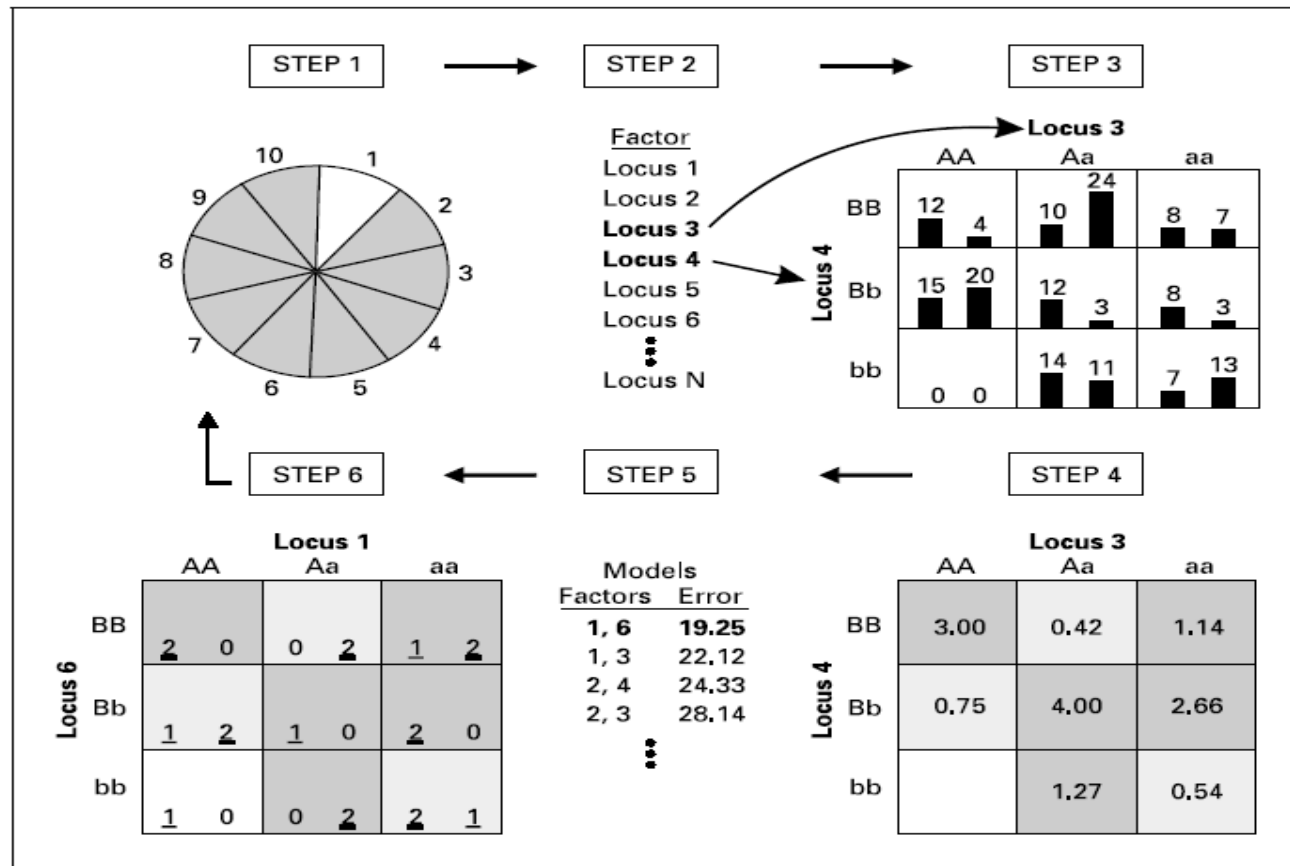 STEP 1 STEP 2 STEP 3
10 1
9 2
8 3
7 4
6 5
Factor
Locus 1
Locus 2
Locus 3
Locus 4
Locus 5
Locus 6
Locus N
Locus 3
AA Aa aa
Locus 4
BB 12 4 10 24 8 7
Bb 15 20 12 3 8 3
bb 0 0 14 11 7 13
STEP 6 STEP 5 STEP 4
Locus 1
AA Aa aa
Locus 6
BB 2 0 0 2 1 2
Bb 1 2 1 0 2 0
bb 1 0 0 2 2 1
Models
Factors Error
1, 6 19.25
1, 3 22.12
2, 4 24.33
2, 3 28.14
Locus 3
AA Aa aa
Locus 4
BB 3.00 0.42 1.14
Bb 0.75 4.00 2.66
bb 1.27 0.54